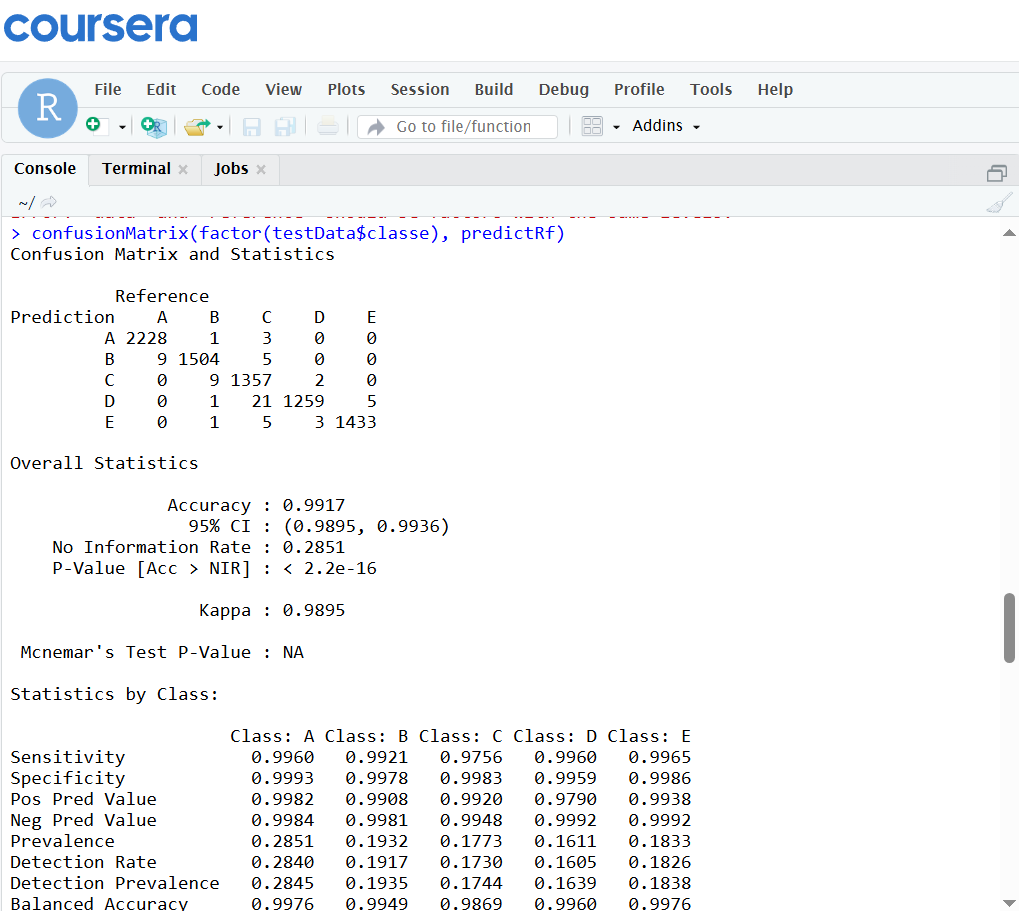 coursera
R
File Edit Code View Plots Session Build Debug Profile Tools Help
R Go to file/function Addins
Console Terminal Jobs
~/
> confusionMatrix(factor(testData$classe), predictRf)
Confusion Matrix and Statistics
Reference
Prediction A B C D E
A 2228 1 3 0 0
B 9 1504 5 0 0
C 0 9 1357 2 0
D 0 1 21 1259 5
E 0 1 5 3 1433
Overall Statistics
Accuracy : 0.9917
95% CI : (0.9895, 0.9936)
No Information Rate : 0.2851
P-Value [Acc > NIR] : < 2.2e-16
Kappa : 0.9895
Mcnemar's Test P-Value : NA
Statistics by Class:
Class: A Class: B Class: C Class: D Class: E
Sensitivity 0.9960 0.9921 0.9756 0.9960 0.9965
Specificity 0.9993 0.9978 0.9983 0.9959 0.9986
Pos Pred Value 0.9982 0.9908 0.9920 0.9790 0.9938
Neg Pred Value 0.9984 0.9981 0.9948 0.9992 0.9992
Prevalence 0.2851 0.1932 0.1773 0.1611 0.1833
Detection Rate 0.2840 0.1917 0.1730 0.1605 0.1826
Detection Prevalence 0.2845 0.1935 0.1744 0.1639 0.1838
Balanced Accuracy 0.9976 0.9949 0.9869 0.9960 0.9976